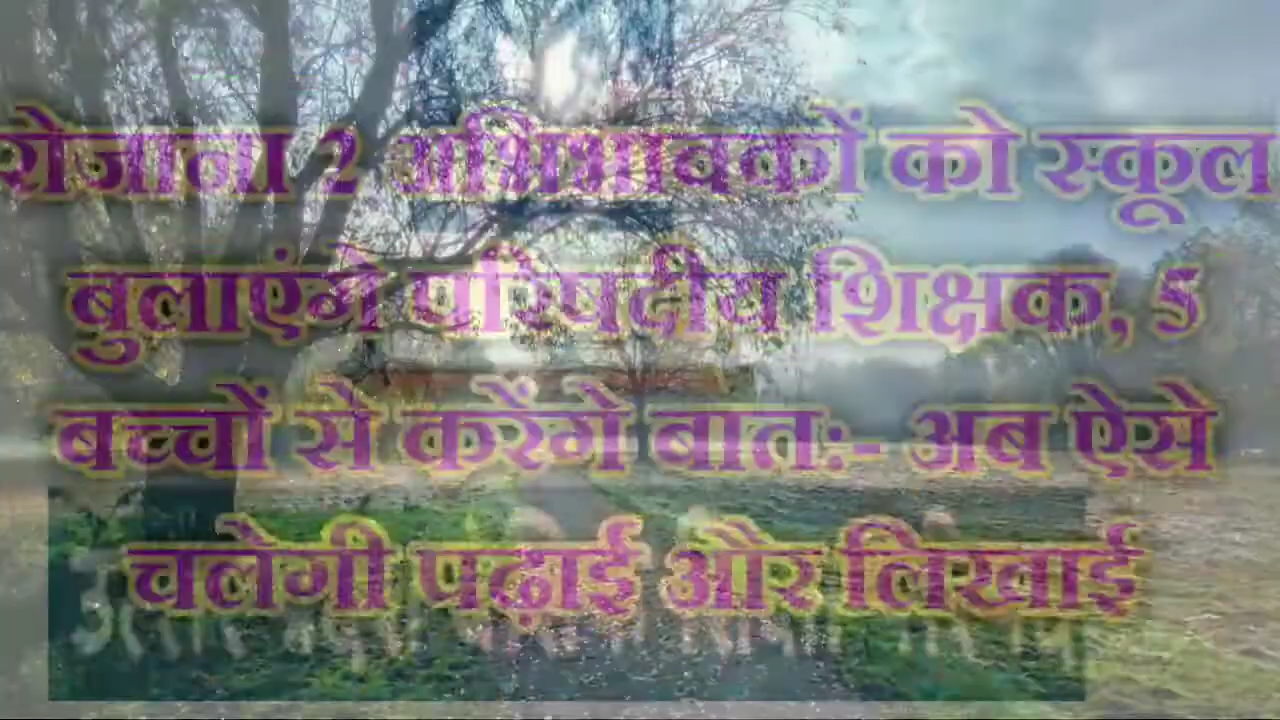 रोजाना 2 अभिभावकों को स्कूल
बुलाएंगे परिषदीय शिक्षक, 5
बच्चों से करेंगे बातः- अब ऐसे
चलेगी पढ़ाई और लिखाई